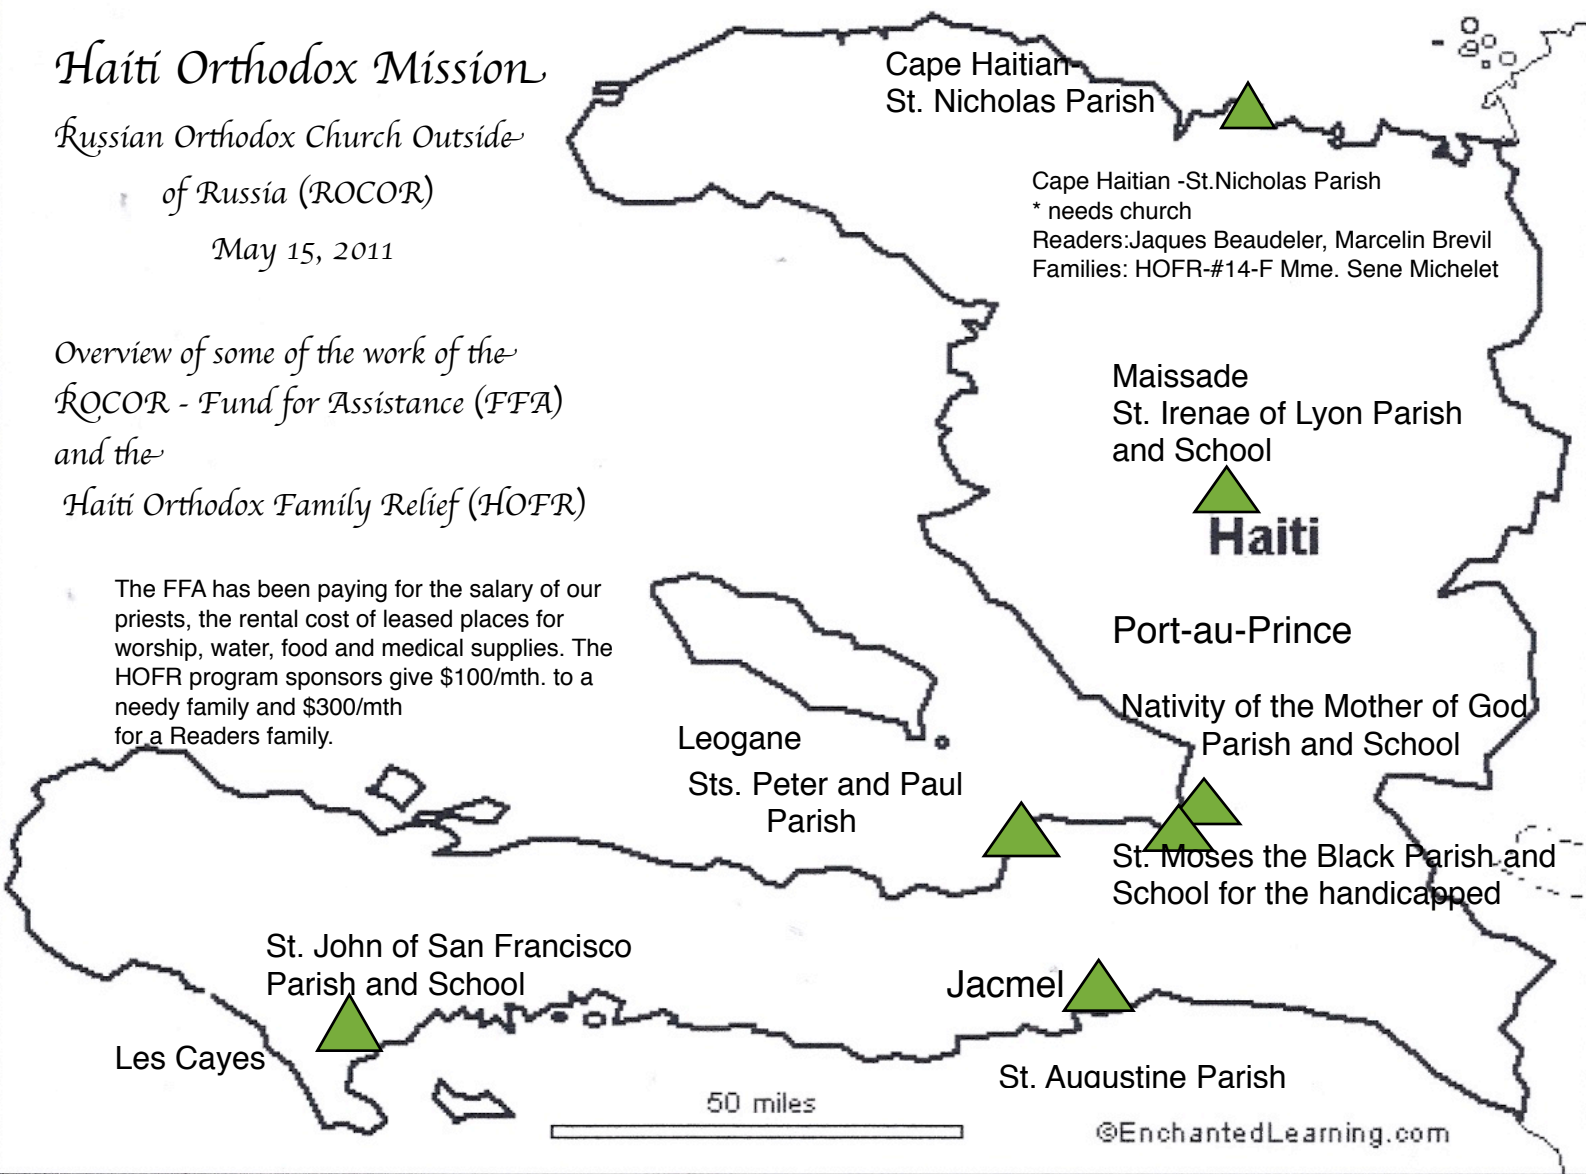 Haiti Orthodox Mission
Russian Orthodox Church Outside
of Russia (ROCOR)
May 15, 2011
Overview of some of the work of the
ROCOR - Fund for Assistance (FFA)
and the
Haiti Orthodox Family Relief (HOFR)
The FFA has been paying for the salary of our
priests, the rental cost of leased places for
worship, water, food and medical supplies. The
HOFR program sponsors give $100/mth. to a
needy family and $300/mth
for a Readers family.
Cape Haitian-
St. Nicholas Parish
Cape Haitian -St.Nicholas Parish
* needs church
Readers:Jaques Beaudeler, Marcelin Brevil
Families: HOFR-#14-F Mme. Sene Michelet
Maissade
St. Irenae of Lyon Parish
and School
Haiti
Port-au-Prince
Nativity of the Mother of God
Parish and School
Leogane
Sts. Peter and Paul
Parish
St. Moses the Black Parish and
School for the handicapped
St. John of San Francisco
Parish and School
Les Cayes
Jacmel
St. Augustine Parish
50 miles
©EnchantedLearning.com